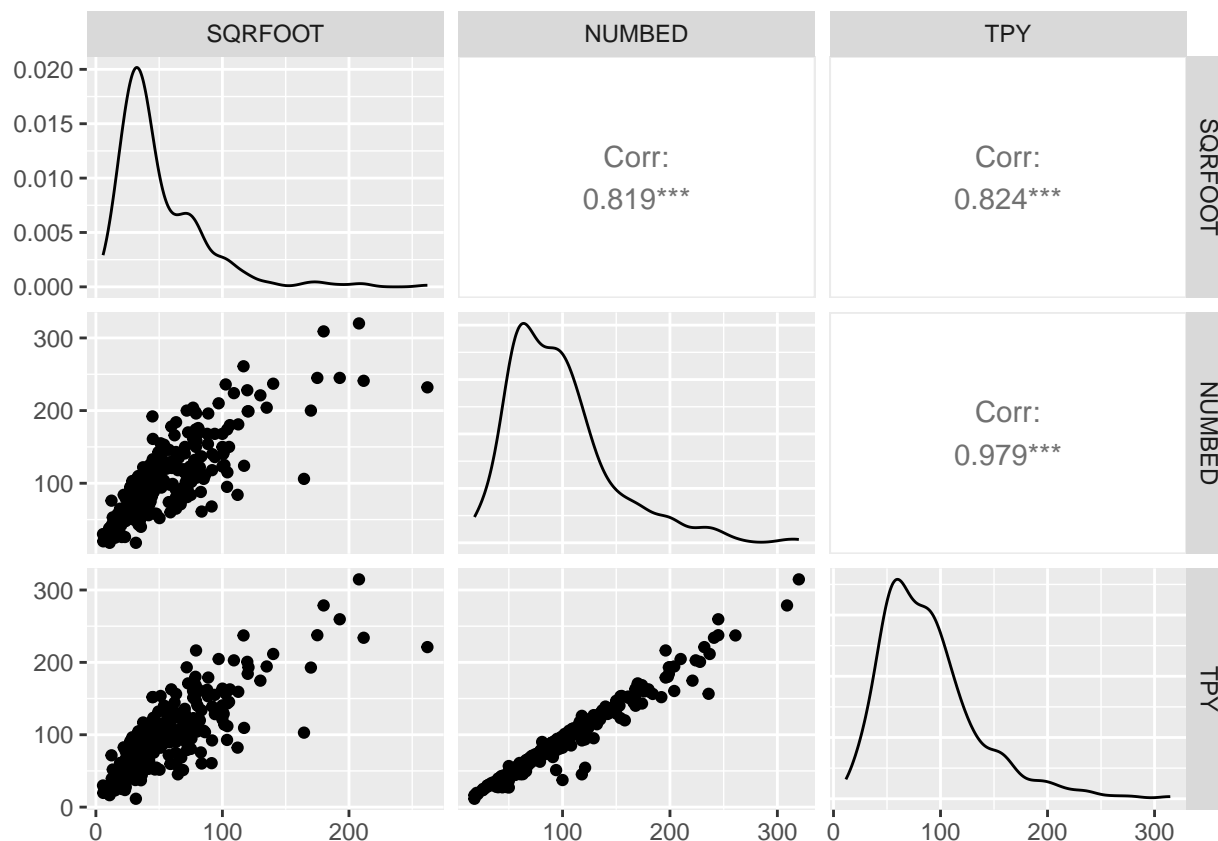 SQRFOOT NUMBED TPY
0.020
0.015
0.010
0.005
0.000
Corr:
0.819***
Corr:
0.824***
SQRFOOT
300
200
100
Corr:
0.979***
NUMBED
300
200
100
0
TPY
0 100 200
100 200 300
0 100 200 300